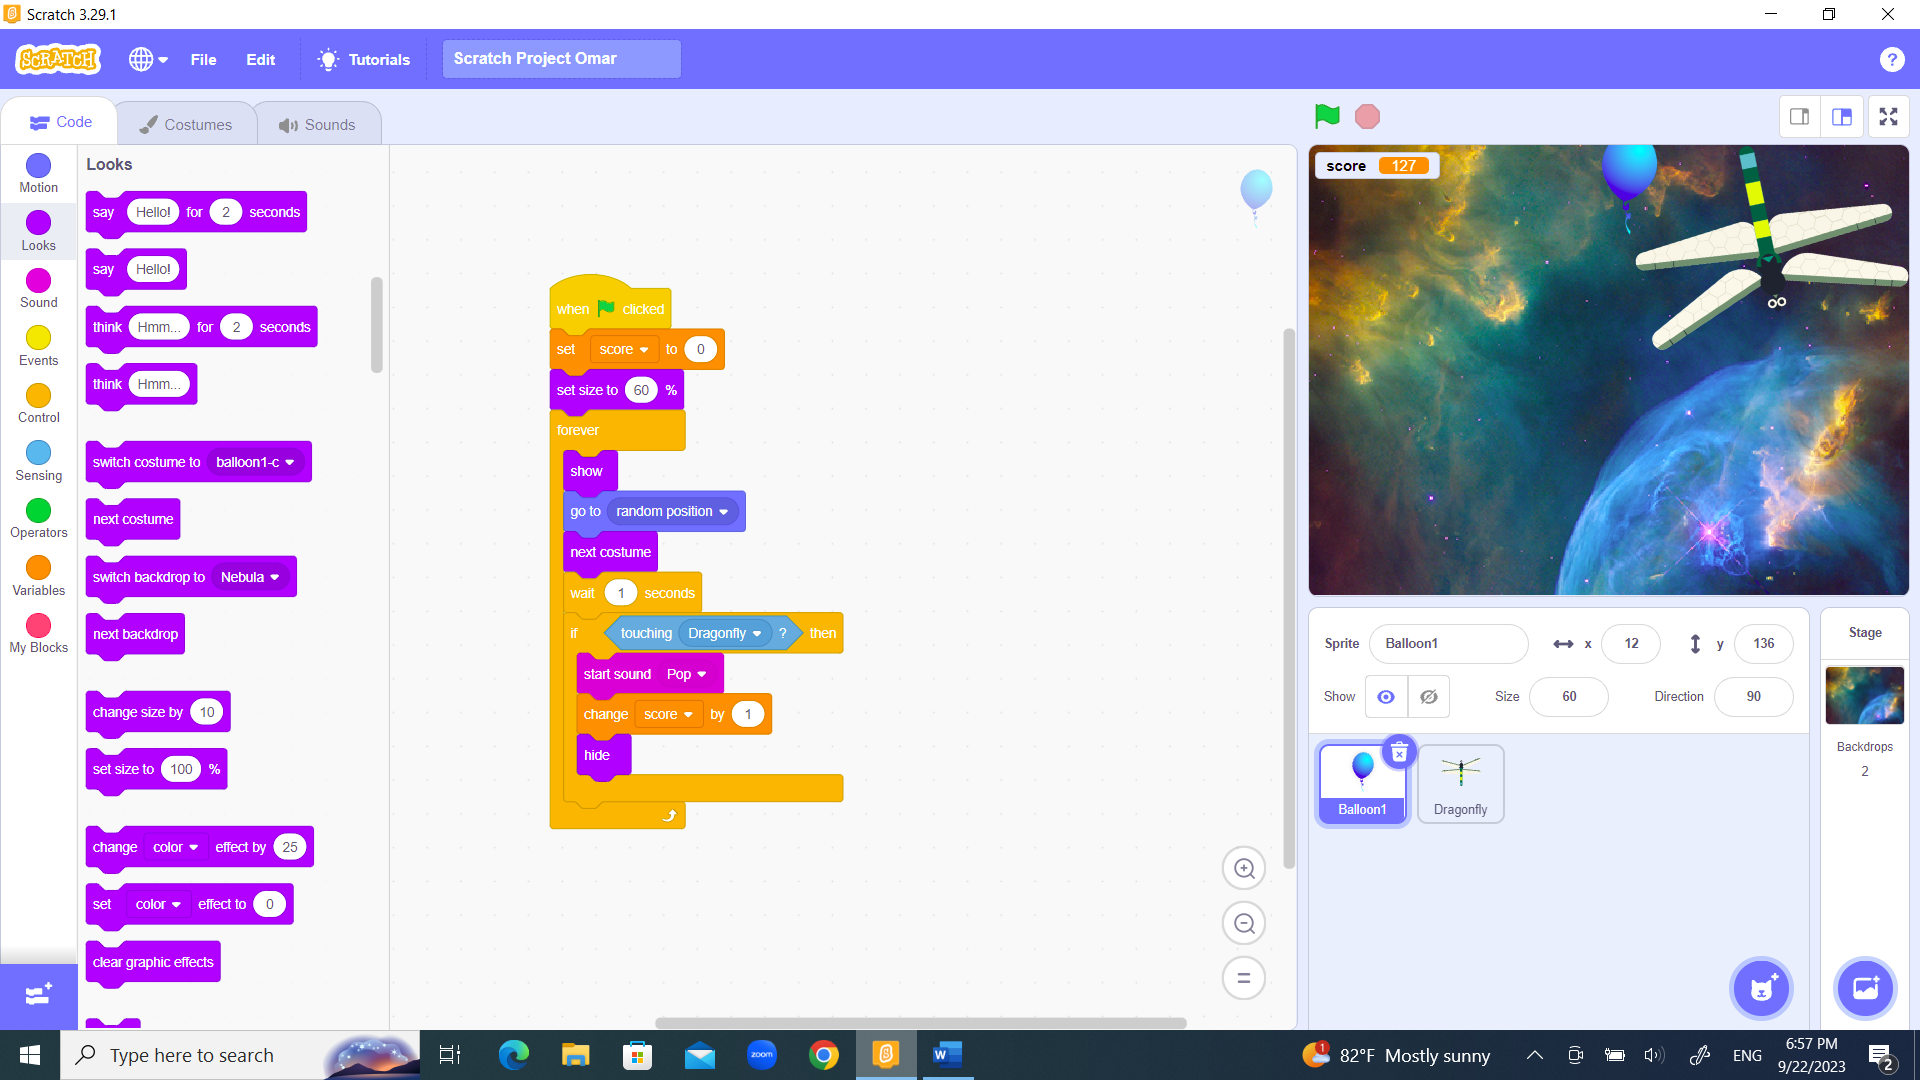 Scratch 3.29.1
SCRATCH
File
Edit
Tutorials
Scratch Project Omar
?
Code
Costumes
Sounds
Motion
Looks
Sound
Events
Control
Sensing
Operators
Variables
My Blocks
Looks
say Hello! for 2 seconds
say Hello!
think Hmm... for 2 seconds
think Hmm...
switch costume to balloon1-c
next costume
switch backdrop to Nebula
next backdrop
change size by 10
set size to 100 %
change color effect by 25
set color effect to 0
clear graphic effects
when clicked
set score to 0
set size to 60 %
forever
show
go to random position
next costume
wait 1 seconds
if touching Dragonfly ? then
start sound Pop
change score by 1
hide
score 127
Sprite Balloon1 x 12 y 136
Show Size 60 Direction 90
Balloon1
Dragonfly
Stage
Backdrops
2
Type here to search
zoom
W
1
82°F Mostly sunny
ENG
6:57 PM
9/22/2023
2